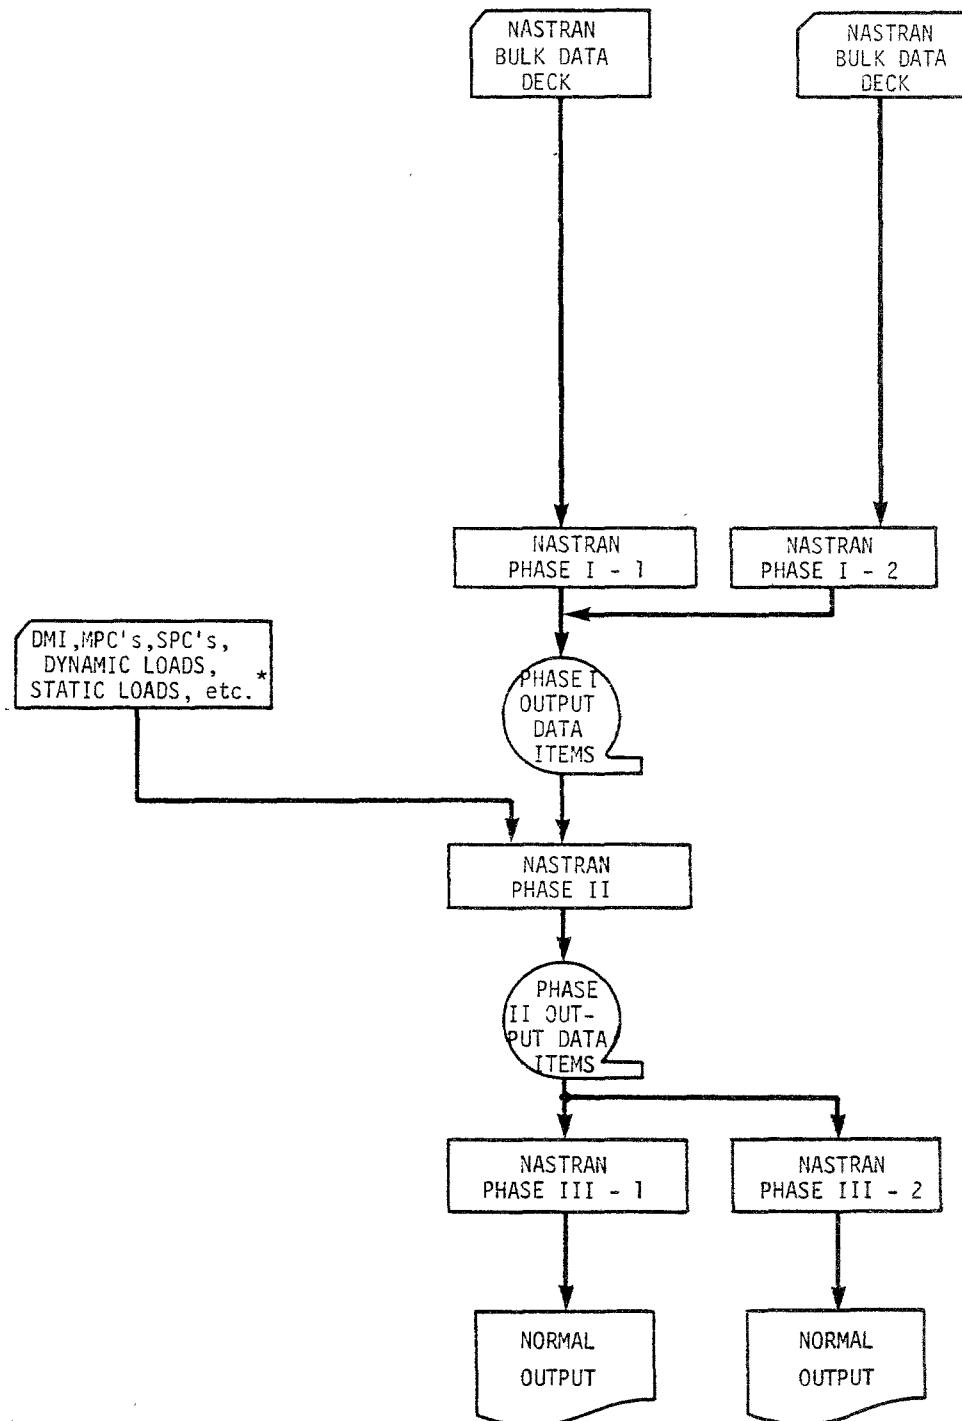 NASTRAN
BULK DATA
DECK
NASTRAN
BULK DATA
DECK
NASTRAN
PHASE I - 1
NASTRAN
PHASE I - 2
DMI,MPC's,SPC's,
DYNAMIC LOADS,
STATIC LOADS, etc.*
PHASE I
OUTPUT
DATA
ITEMS
NASTRAN
PHASE II
PHASE
II OUT-
PUT DATA
ITEMS
NASTRAN
PHASE III - 1
NASTRAN
PHASE III - 2
NORMAL
OUTPUT
NORMAL
OUTPUT